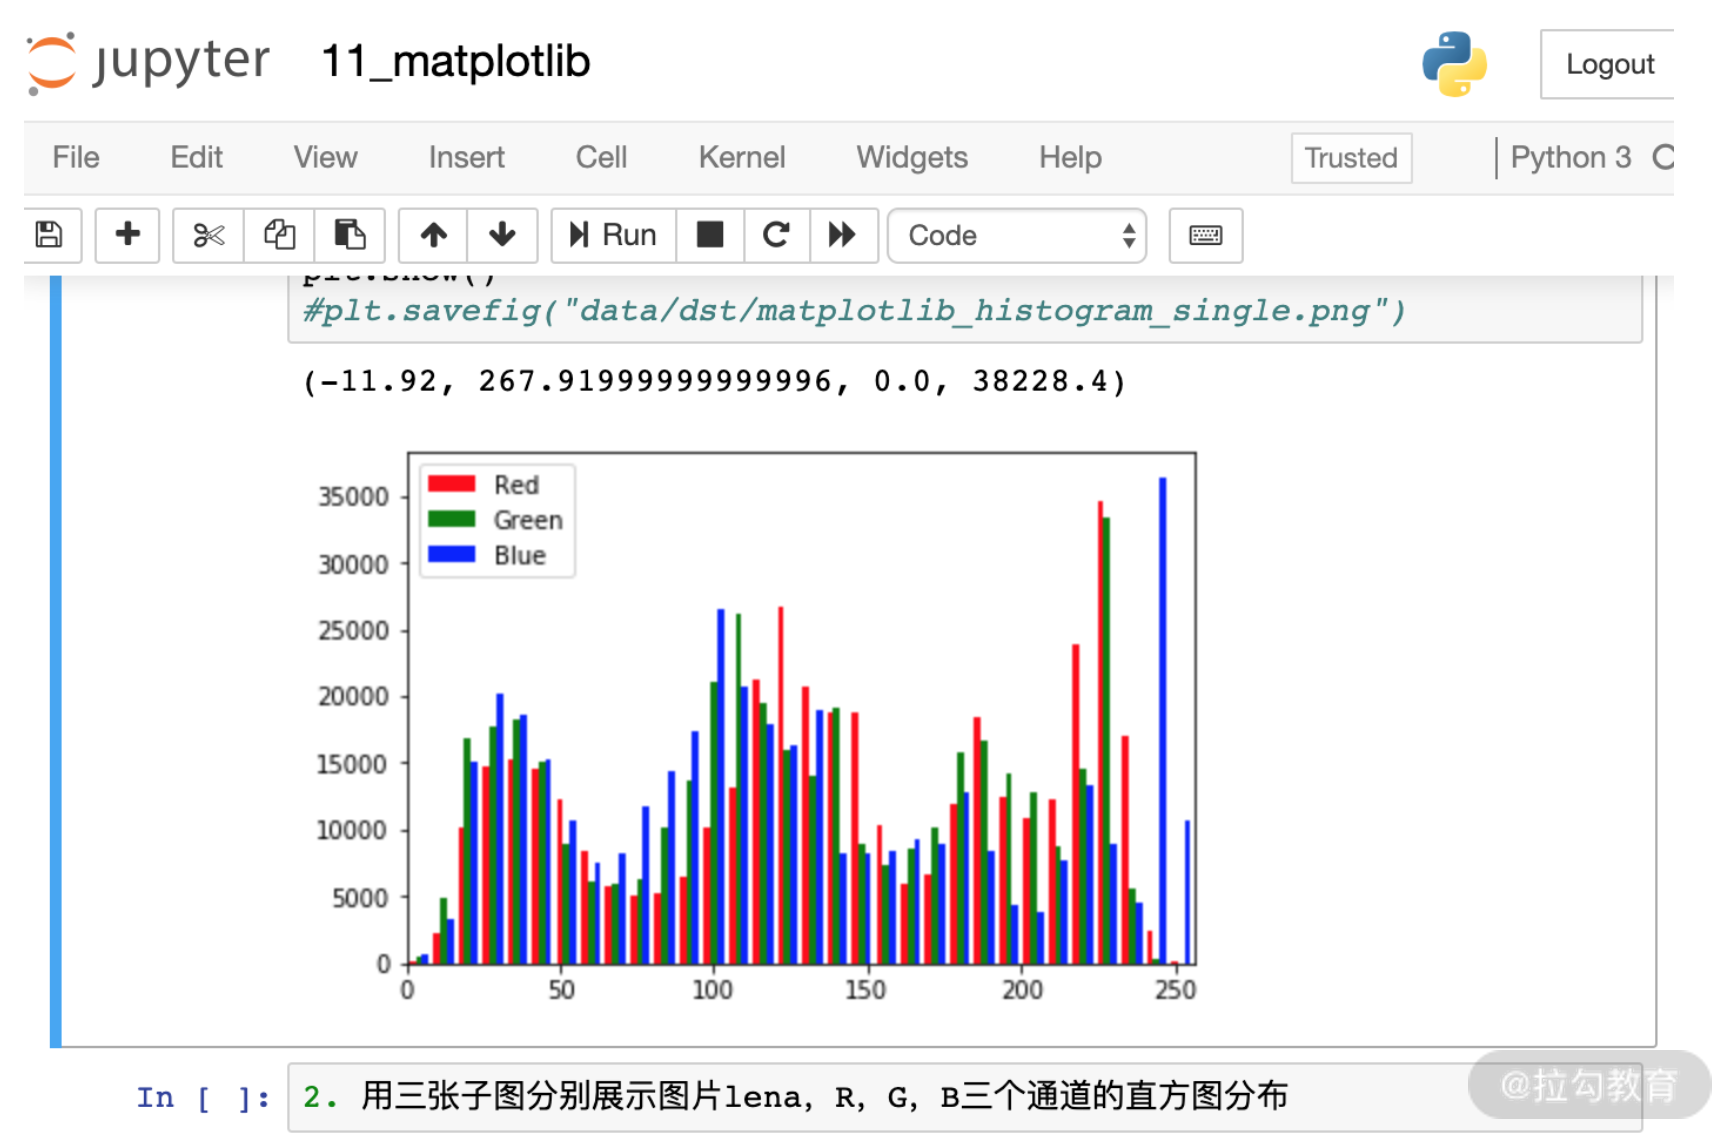 jupyter 11_matplotlib Logout
File Edit View Insert Cell Kernel Widgets Help Trusted Python 3
Run Code
plt.show()
#plt.savefig("data/dst/matplotlib_histogram_single.png")
(-11.92, 267.91999999999996, 0.0, 38228.4)
Red
Green
Blue
35000
30000
25000
20000
15000
10000
5000
0
0 50 100 150 200 250
In [ ]: 2. 用三张子图分别展示图片lena, R, G, B三个通道的直方图分布
@拉勾教育